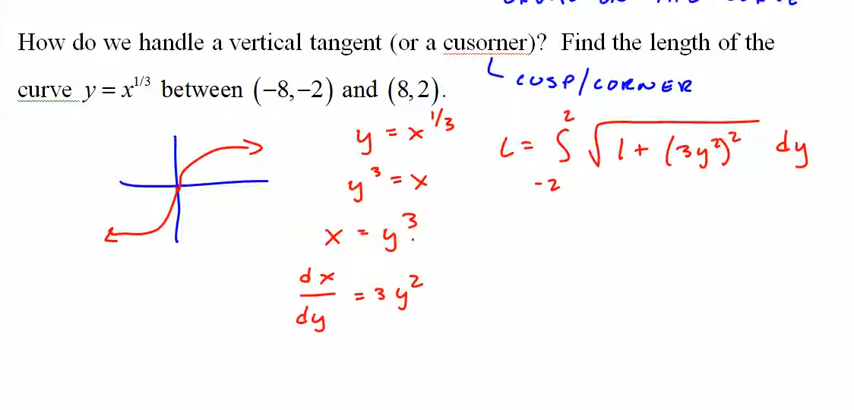 How do we handle a vertical tangent (or a cusorner)? Find the length of the
cusp/corner
curve y = x^{1/3} between (-8,-2) and (8,2).
y = x^{1/3}
L = ∫_{-2}^{2} √(1 + (3y²)²) dy
y³ = x
x = y³.
dx/dy = 3y²